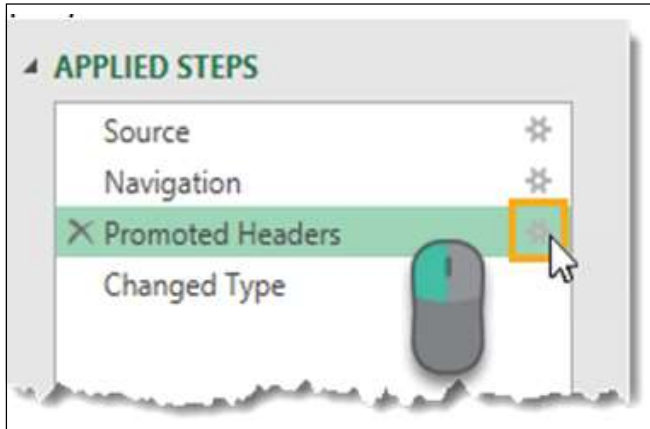 APPLIED STEPS
Source
Navigation
Promoted Headers
Changed Type